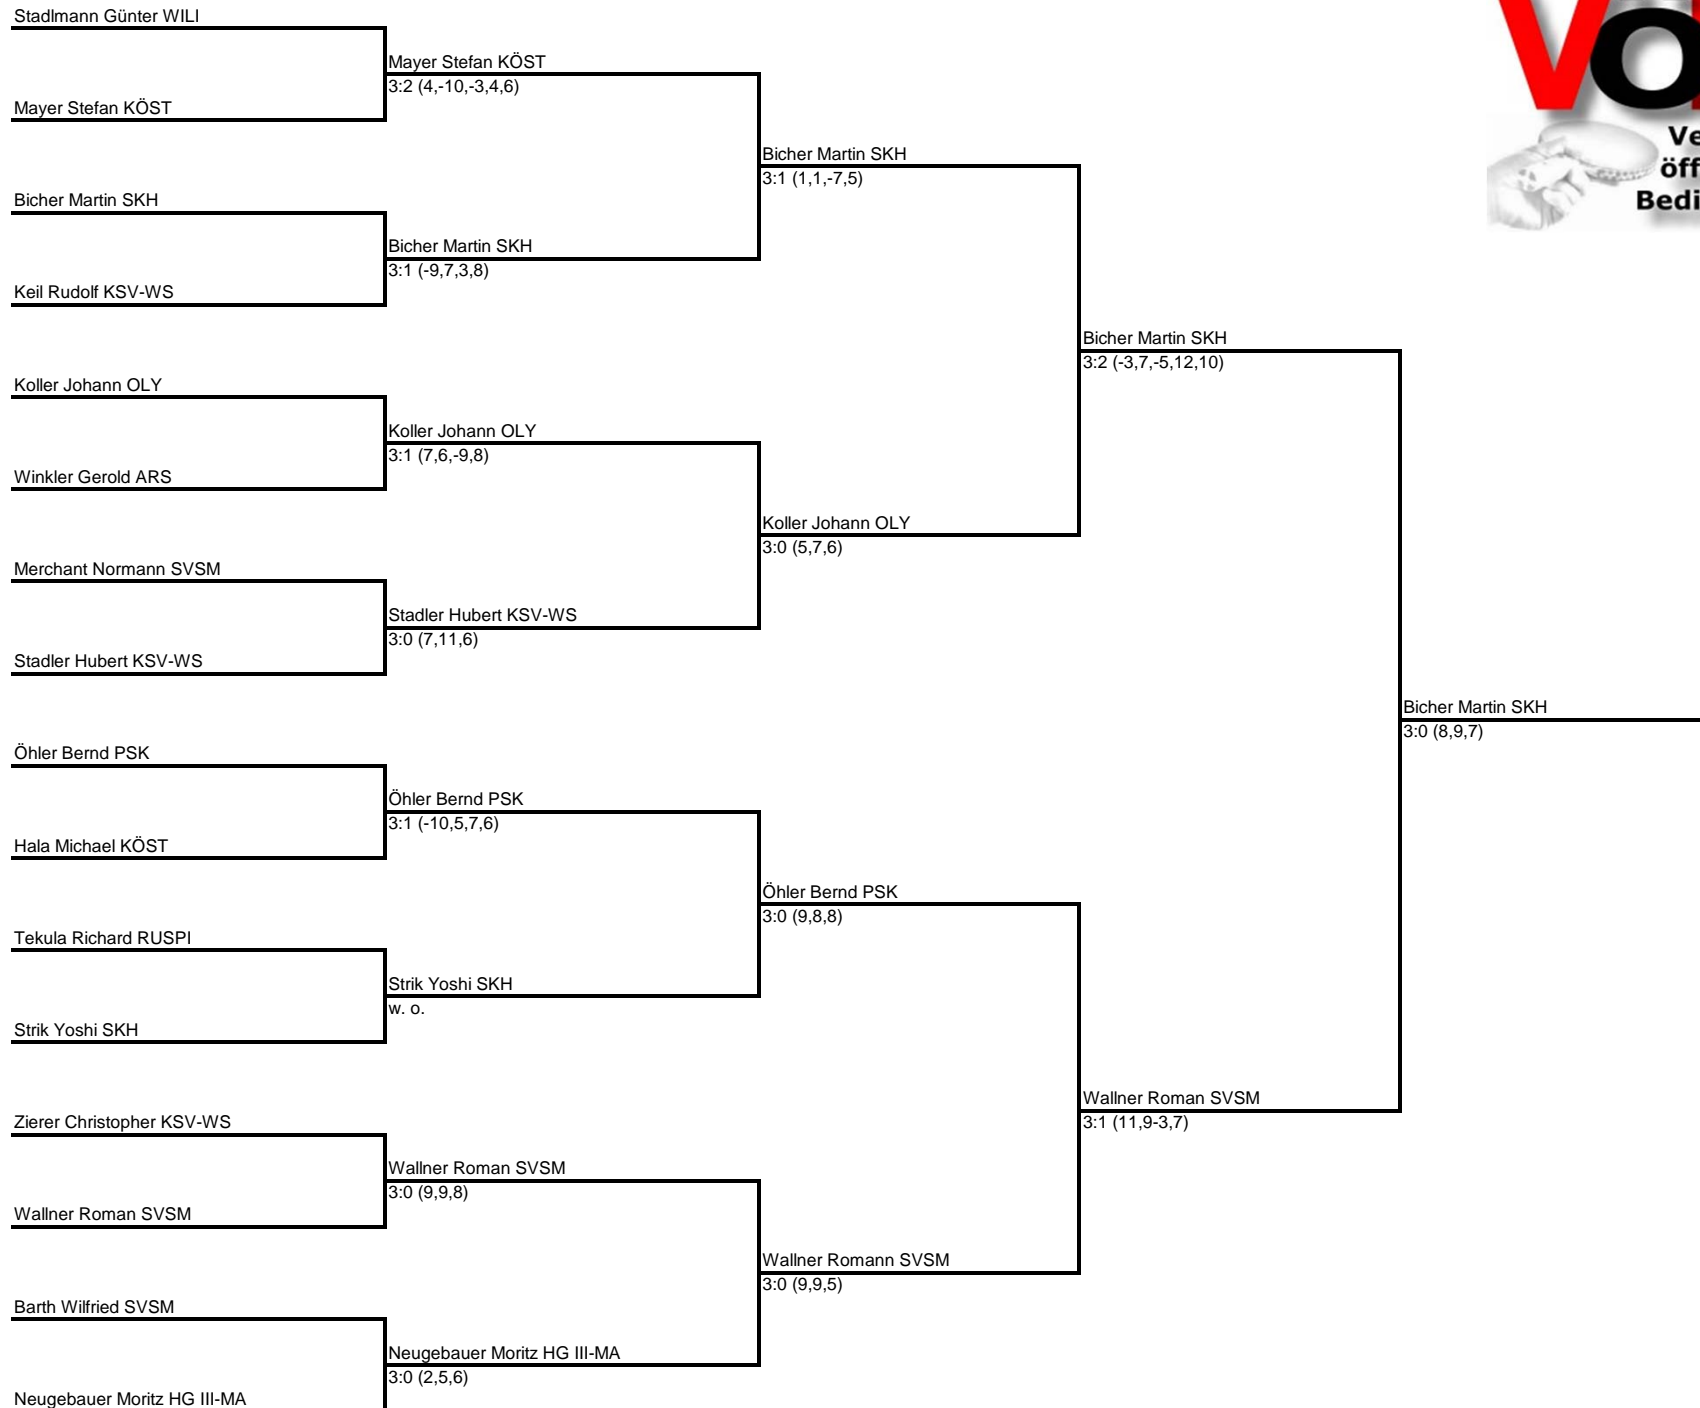 Stadlmann Günter WILI
Mayer Stefan KÖST
3:2 (4,-10,-3,4,6)
Mayer Stefan KÖST
Bicher Martin SKH
3:1 (1,1,-7,5)
Bicher Martin SKH
Bicher Martin SKH
3:1 (-9,7,3,8)
Keil Rudolf KSV-WS
Bicher Martin SKH
3:2 (-3,7,-5,12,10)
Koller Johann OLY
Koller Johann OLY
3:1 (7,6,-9,8)
Winkler Gerold ARS
Koller Johann OLY
3:0 (5,7,6)
Merchant Normann SVSM
Stadler Hubert KSV-WS
3:0 (7,11,6)
Stadler Hubert KSV-WS
Bicher Martin SKH
3:0 (8,9,7)
Öhler Bernd PSK
Öhler Bernd PSK
3:1 (-10,5,7,6)
Hala Michael KÖST
Öhler Bernd PSK
3:0 (9,8,8)
Tekula Richard RUSPI
Strik Yoshi SKH
w. o.
Strik Yoshi SKH
Wallner Roman SVSM
3:1 (11,9-3,7)
Zierer Christopher KSV-WS
Wallner Roman SVSM
3:0 (9,9,8)
Wallner Roman SVSM
Wallner Romann SVSM
3:0 (9,9,5)
Barth Wilfried SVSM
Neugebauer Moritz HG III-MA
3:0 (2,5,6)
Neugebauer Moritz HG III-MA